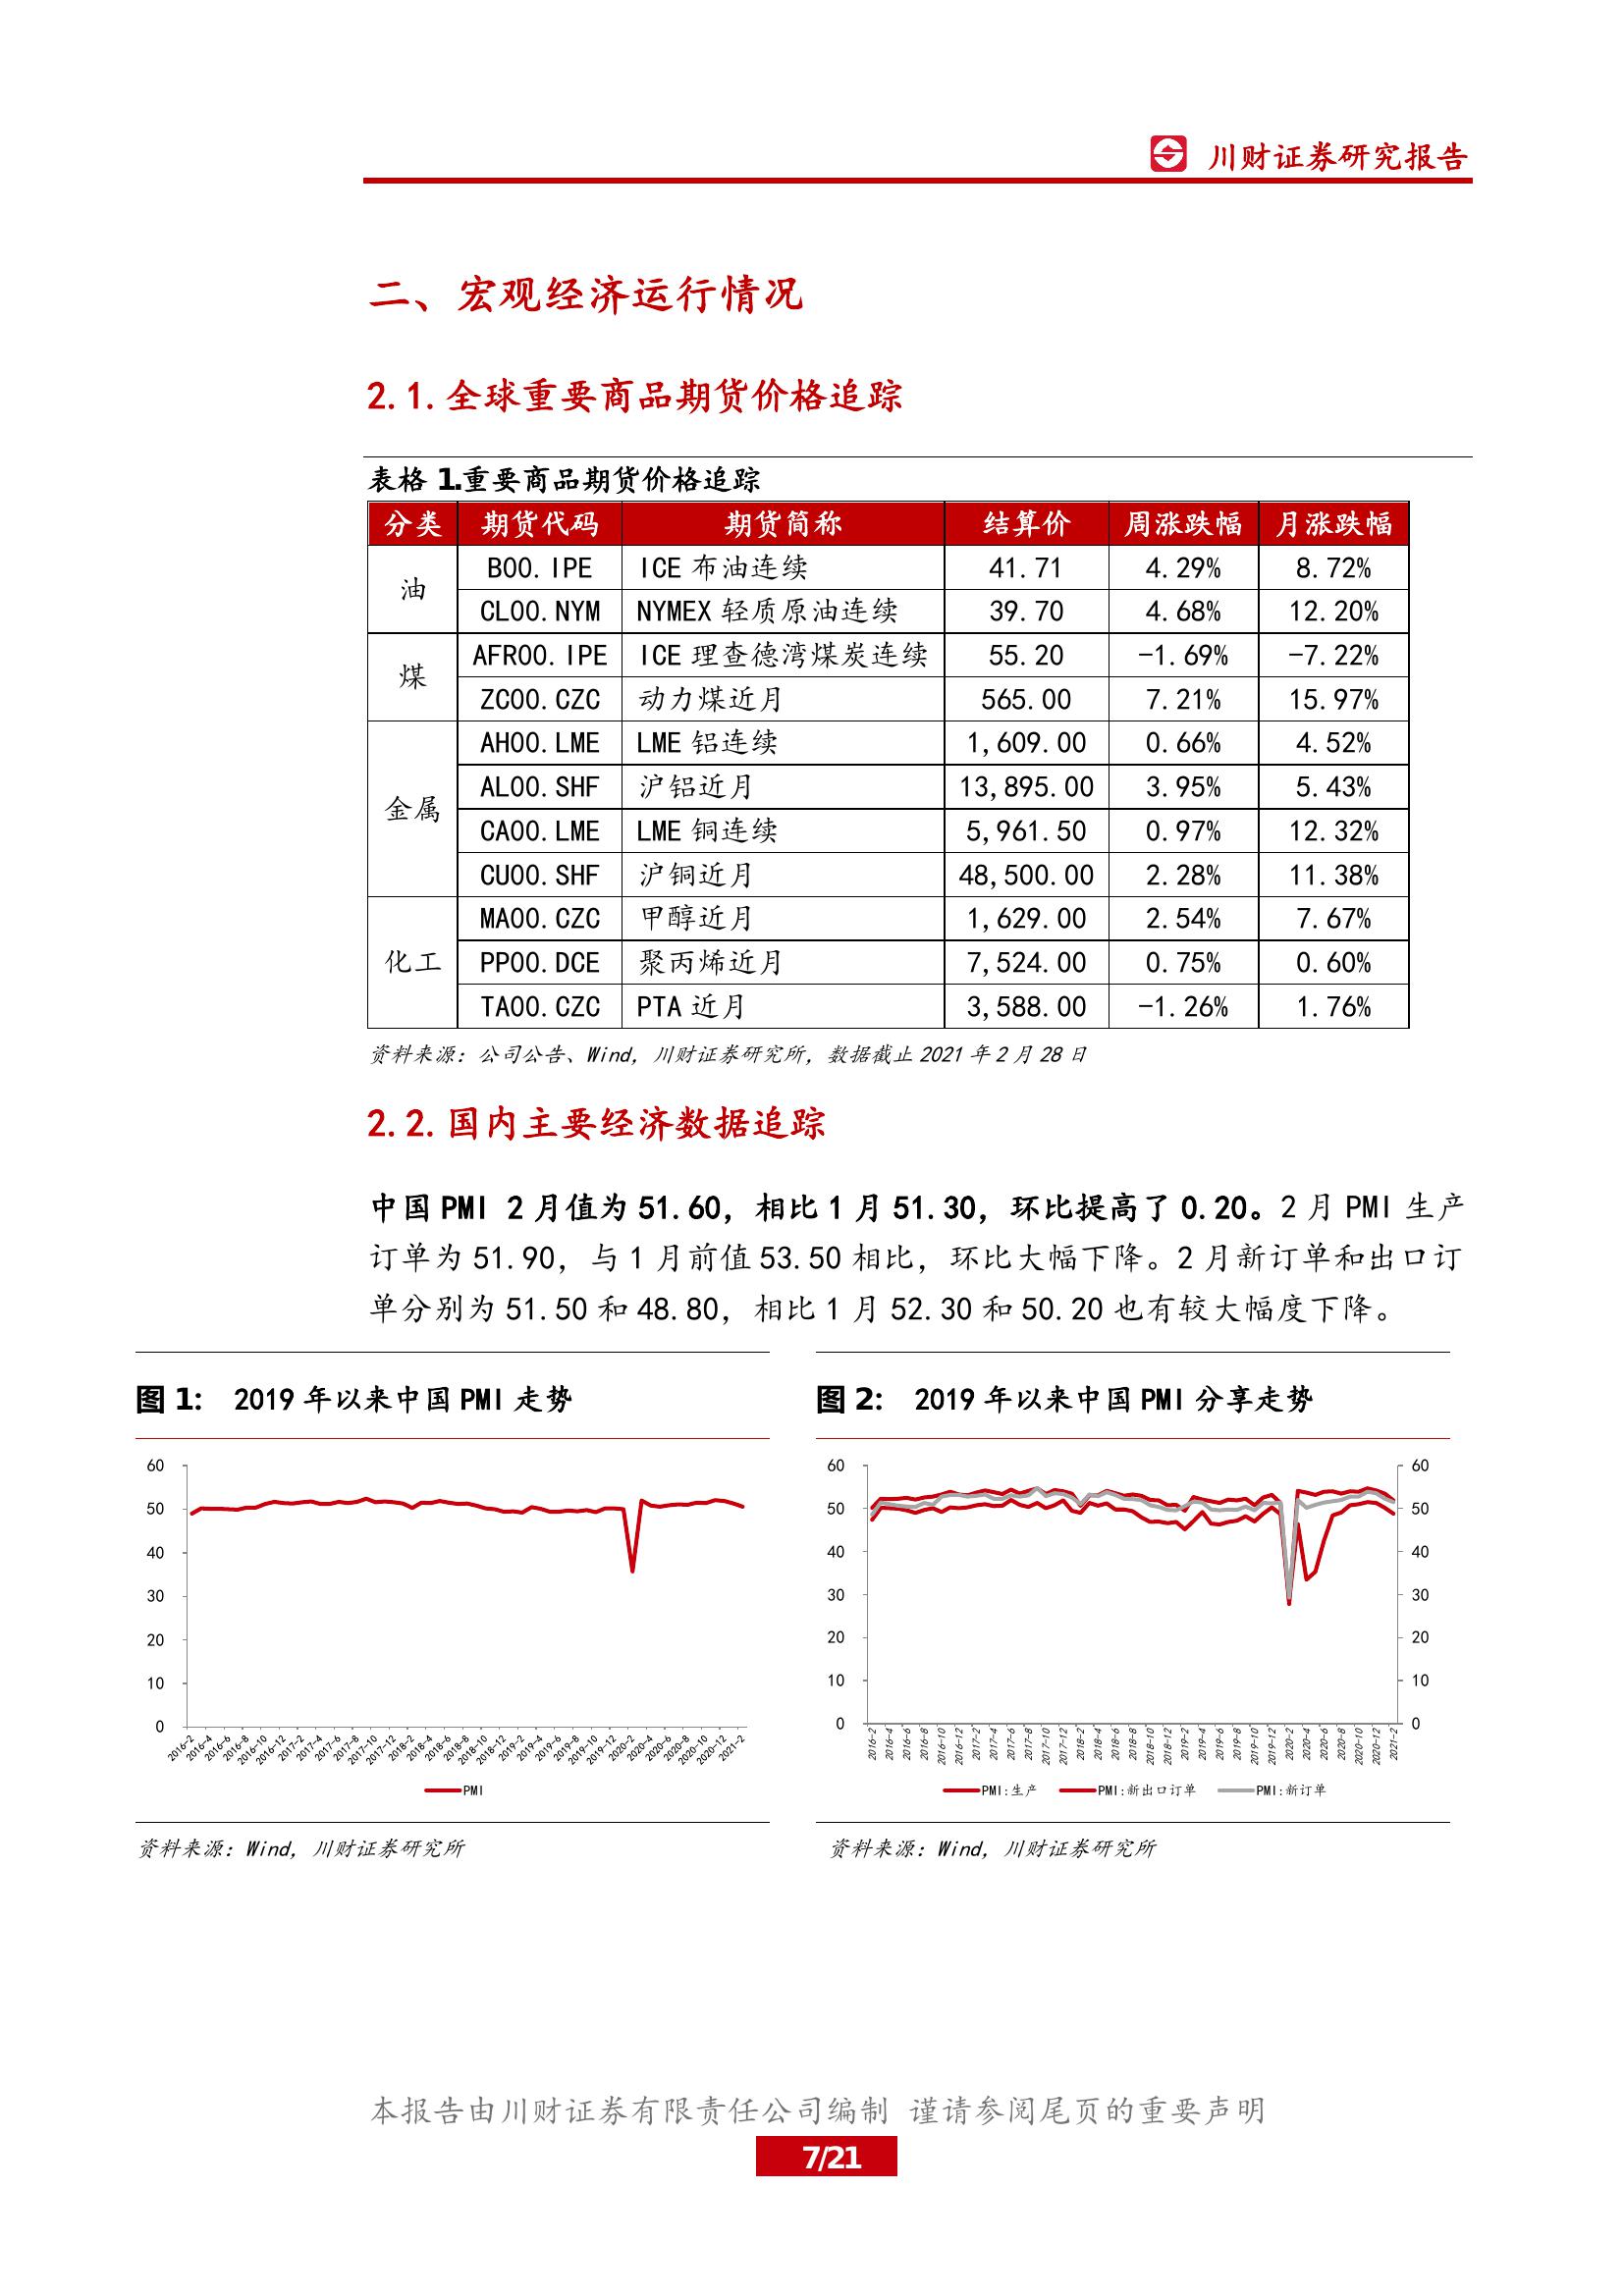 川财证券研究报告
二、宏观经济运行情况
2.1.全球重要商品期货价格追踪
表格 1.重要商品期货价格追踪
分类 期货代码 期货简称 结算价 周涨跌幅 月涨跌幅
油 B00.IPE ICE 布油连续 41.71 4.29% 8.72%
CL00.NYM NYMEX 轻质原油连续 39.70 4.68% 12.20%
煤 AFR00.IPE ICE 理查德湾煤炭连续 55.20 -1.69% -7.22%
ZC00.CZC 动力煤近月 565.00 7.21% 15.97%
金属 AH00.LME LME 铝连续 1,609.00 0.66% 4.52%
AL00.SHF 沪铝近月 13,895.00 3.95% 5.43%
CA00.LME LME 铜连续 5,961.50 0.97% 12.32%
CU00.SHF 沪铜近月 48,500.00 2.28% 11.38%
化工 MA00.CZC 甲醇近月 1,629.00 2.54% 7.67%
PP00.DCE 聚丙烯近月 7,524.00 0.75% 0.60%
TA00.CZC PTA 近月 3,588.00 -1.26% 1.76%
资料来源：公司公告、Wind，川财证券研究所，数据截止 2021 年 2 月 28 日
2.2.国内主要经济数据追踪
中国 PMI 2 月值为 51.60，相比 1 月 51.30，环比提高了 0.20。2 月 PMI 生产
订单为 51.90，与 1 月前值 53.50 相比，环比大幅下降。2 月新订单和出口订
单分别为 51.50 和 48.80，相比 1 月 52.30 和 50.20 也有较大幅度下降。
图 1： 2019 年以来中国 PMI 走势
60
50
40
30
20
10
0
2016-2 2016-4 2016-6 2016-8 2016-10 2016-12 2017-2 2017-4 2017-6 2017-8 2017-10 2017-12 2018-2 2018-4 2018-6 2018-8 2018-10 2018-12 2019-2 2019-4 2019-6 2019-8 2019-10 2019-12 2020-2 2020-4 2020-6 2020-8 2020-10 2020-12 2021-2
PMI
资料来源：Wind，川财证券研究所
图 2： 2019 年以来中国 PMI 分享走势
60 60
50 50
40 40
30 30
20 20
10 10
0 0
2016-2 2016-4 2016-6 2016-8 2016-10 2016-12 2017-2 2017-4 2017-6 2017-8 2017-10 2017-12 2018-2 2018-4 2018-6 2018-8 2018-10 2018-12 2019-2 2019-4 2019-6 2019-8 2019-10 2019-12 2020-2 2020-4 2020-6 2020-8 2020-10 2020-12 2021-2
PMI:生产 PMI:新出口订单 PMI:新订单
资料来源：Wind，川财证券研究所
本报告由川财证券有限责任公司编制 谨请参阅尾页的重要声明
7/21